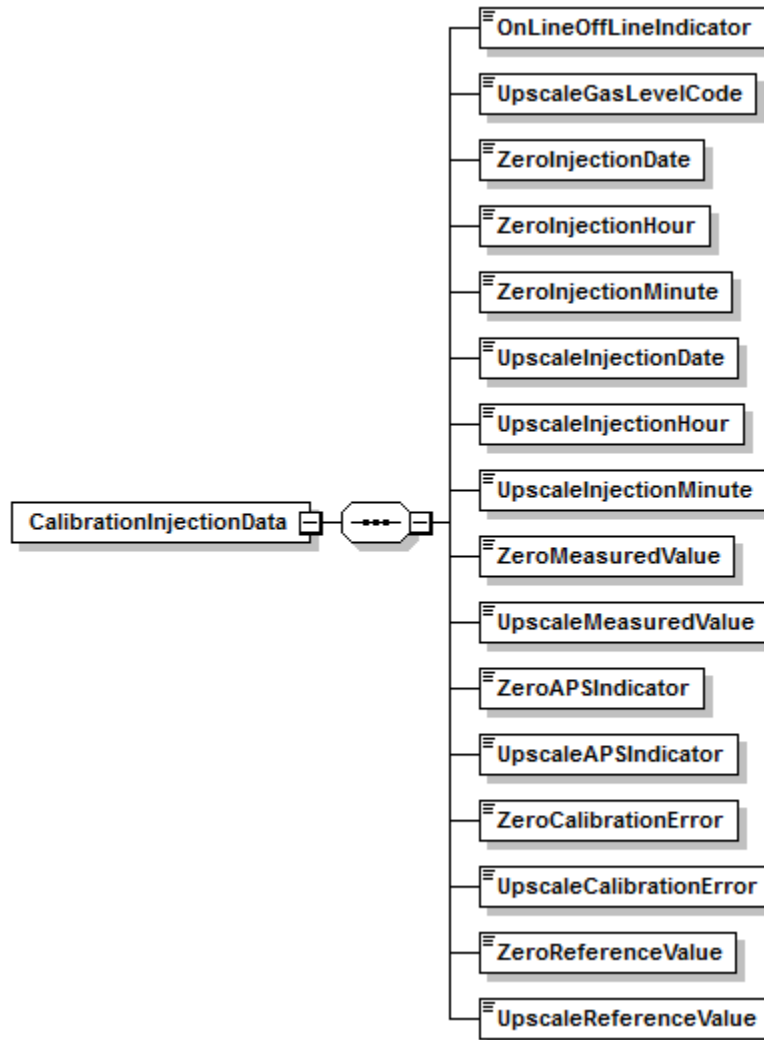 OnLineOffLineIndicator
UpscaleGasLevelCode
ZeroInjectionDate
ZeroInjectionHour
ZeroInjectionMinute
UpscaleInjectionDate
UpscaleInjectionHour
UpscaleInjectionMinute
CalibrationInjectionData
ZeroMeasuredValue
UpscaleMeasuredValue
ZeroAPSIndicator
UpscaleAPSIndicator
ZeroCalibrationError
UpscaleCalibrationError
ZeroReferenceValue
UpscaleReferenceValue